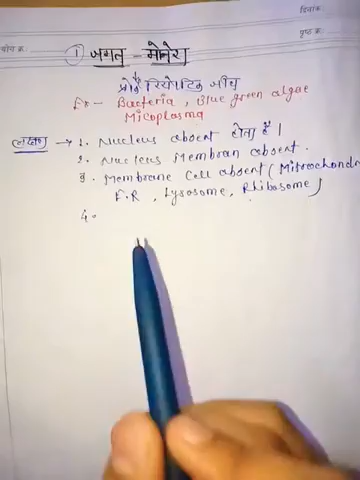 दिनांक
पृष्ठ क्र.
① जगत - मोनेरा
प्रोकैरियोटिक जीव
Ex - Bacteria, Blue green algae
Micoplasma
लक्षण → 1. Nucleus absent होता है।
2. Nucleus Membran absent.
3. Membrane Cell absent (Mitrochondr
E.R, Lysosome, Rhibosome)
4.